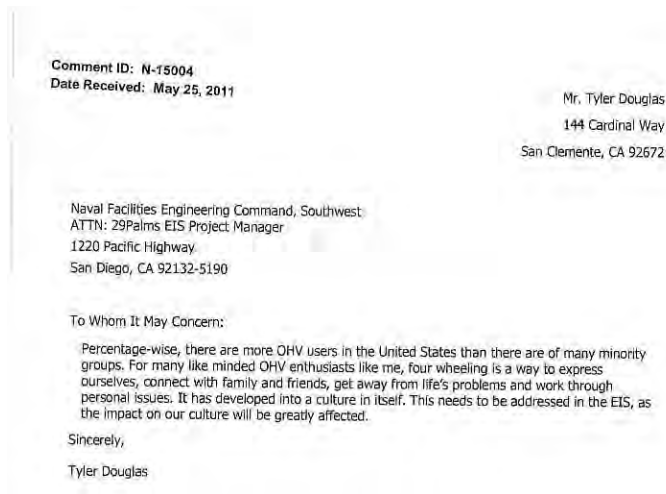 Comment ID: N-15004
Date Received: May 25, 2011
Mr. Tyler Douglas
144 Cardinal Way
San Clemente, CA 92672
Naval Facilities Engineering Command, Southwest
ATTN: 29Palms EIS Project Manager
1220 Pacific Highway
San Diego, CA 92132-5190
To Whom It May Concern:
Percentage-wise, there are more OHV users in the United States than there are of many minority
groups. For many like minded OHV enthusiasts like me, four wheeling is a way to express
ourselves, connect with family and friends, get away from life's problems and work through
personal issues. It has developed into a culture in itself. This needs to be addressed in the EIS, as
the impact on our culture will be greatly affected.
Sincerely,
Tyler Douglas